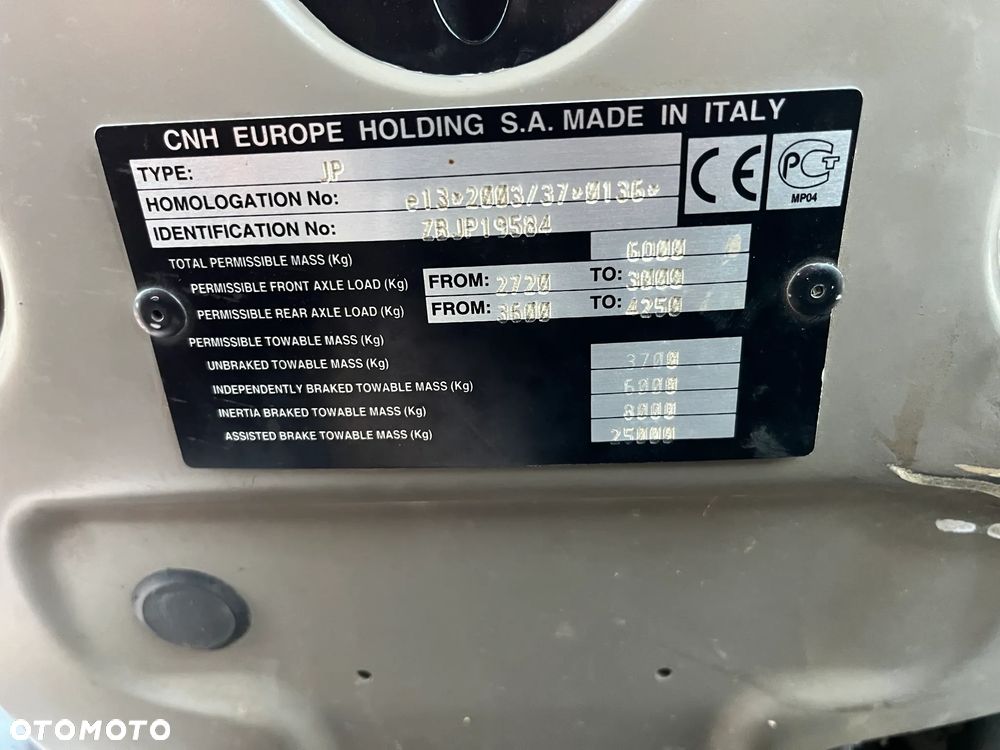 CNH EUROPE HOLDING S.A. MADE IN ITALY
TYPE: JP
HOMOLOGATION No: e13*2003/37*0136*
IDENTIFICATION No: ZBJP19584
TOTAL PERMISSIBLE MASS (Kg) 6000
PERMISSIBLE FRONT AXLE LOAD (Kg) FROM: 2720 TO: 3000
PERMISSIBLE REAR AXLE LOAD (Kg) FROM: 3600 TO: 4250
PERMISSIBLE TOWABLE MASS (Kg)
UNBRAKED TOWABLE MASS (Kg) 3700
INDEPENDENTLY BRAKED TOWABLE MASS (Kg) 6000
INERTIA BRAKED TOWABLE MASS (Kg) 8000
ASSISTED BRAKE TOWABLE MASS (Kg) 25000
CE
PCT
MP04
OTOMOTO